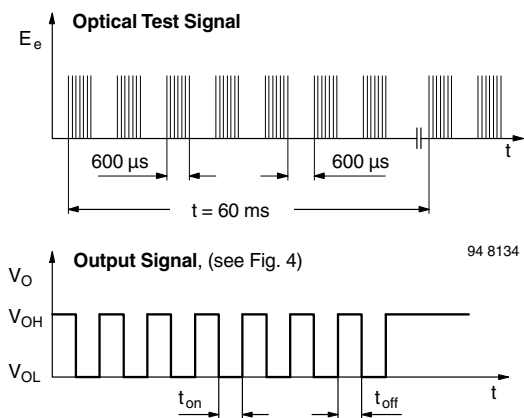 Optical Test Signal
E e
t
600 µs 600 µs
t = 60 ms
Output Signal, (see Fig. 4) 94 8134
V O
V OH
V OL
t
t on t off